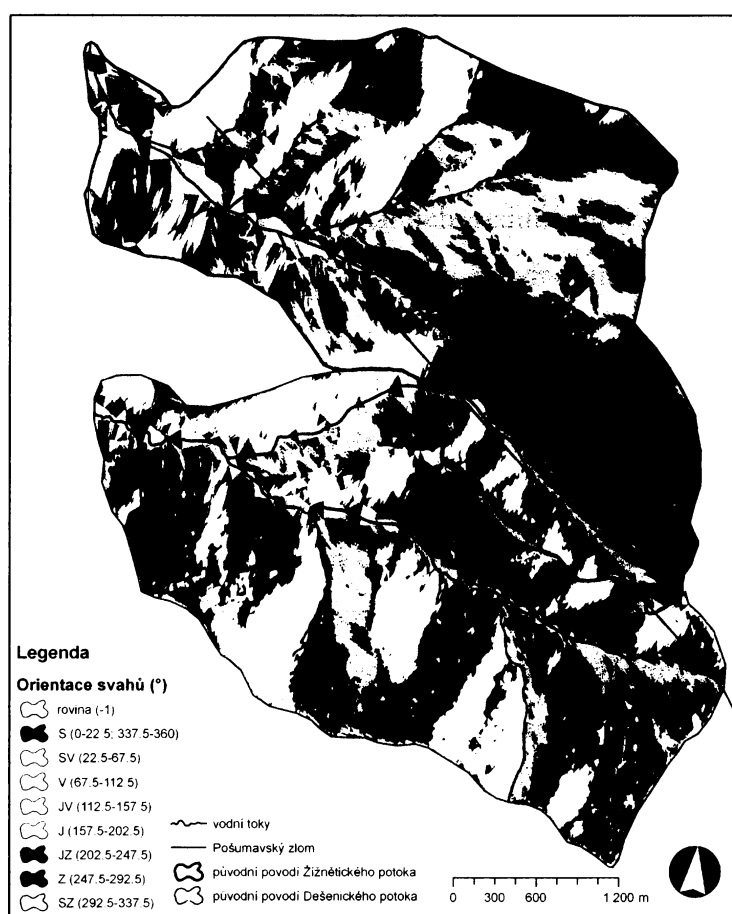 Legenda
Orientace svahů (°)
rovina (-1)
S (0-22 5; 337.5-360)
SV (22.5-67.5)
V (67.5-112 5)
JV (112.5-157.5)
J (157.5-202.5)
JZ (202.5-247.5)
Z (247.5-292.5)
SZ (292.5-337.5)
vodní toky
Pošumavský zlom
původní povodí Žižnětického potoka
původní povodí Dešenického potoka
0 300 600 1200 m